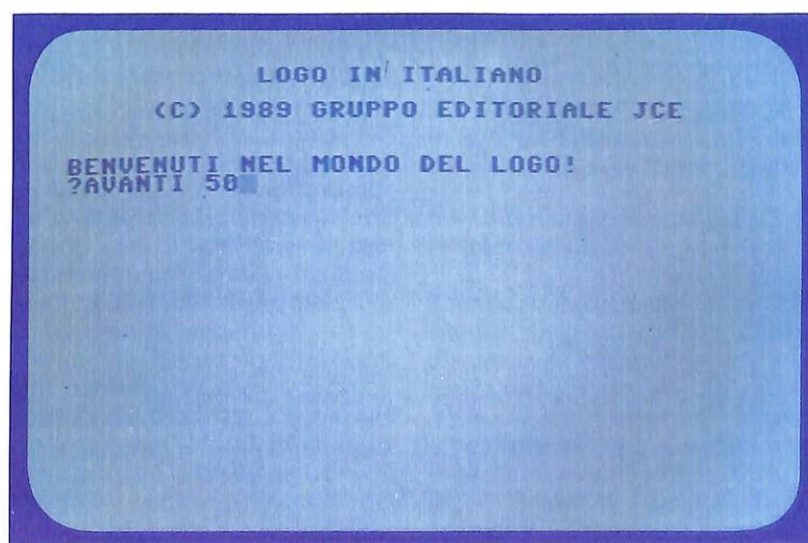 LOGO IN ITALIANO
(C) 1989 GRUPPO EDITORIALE JCE
BENVENUTI NEL MONDO DEL LOGO!
?AVANTI 50